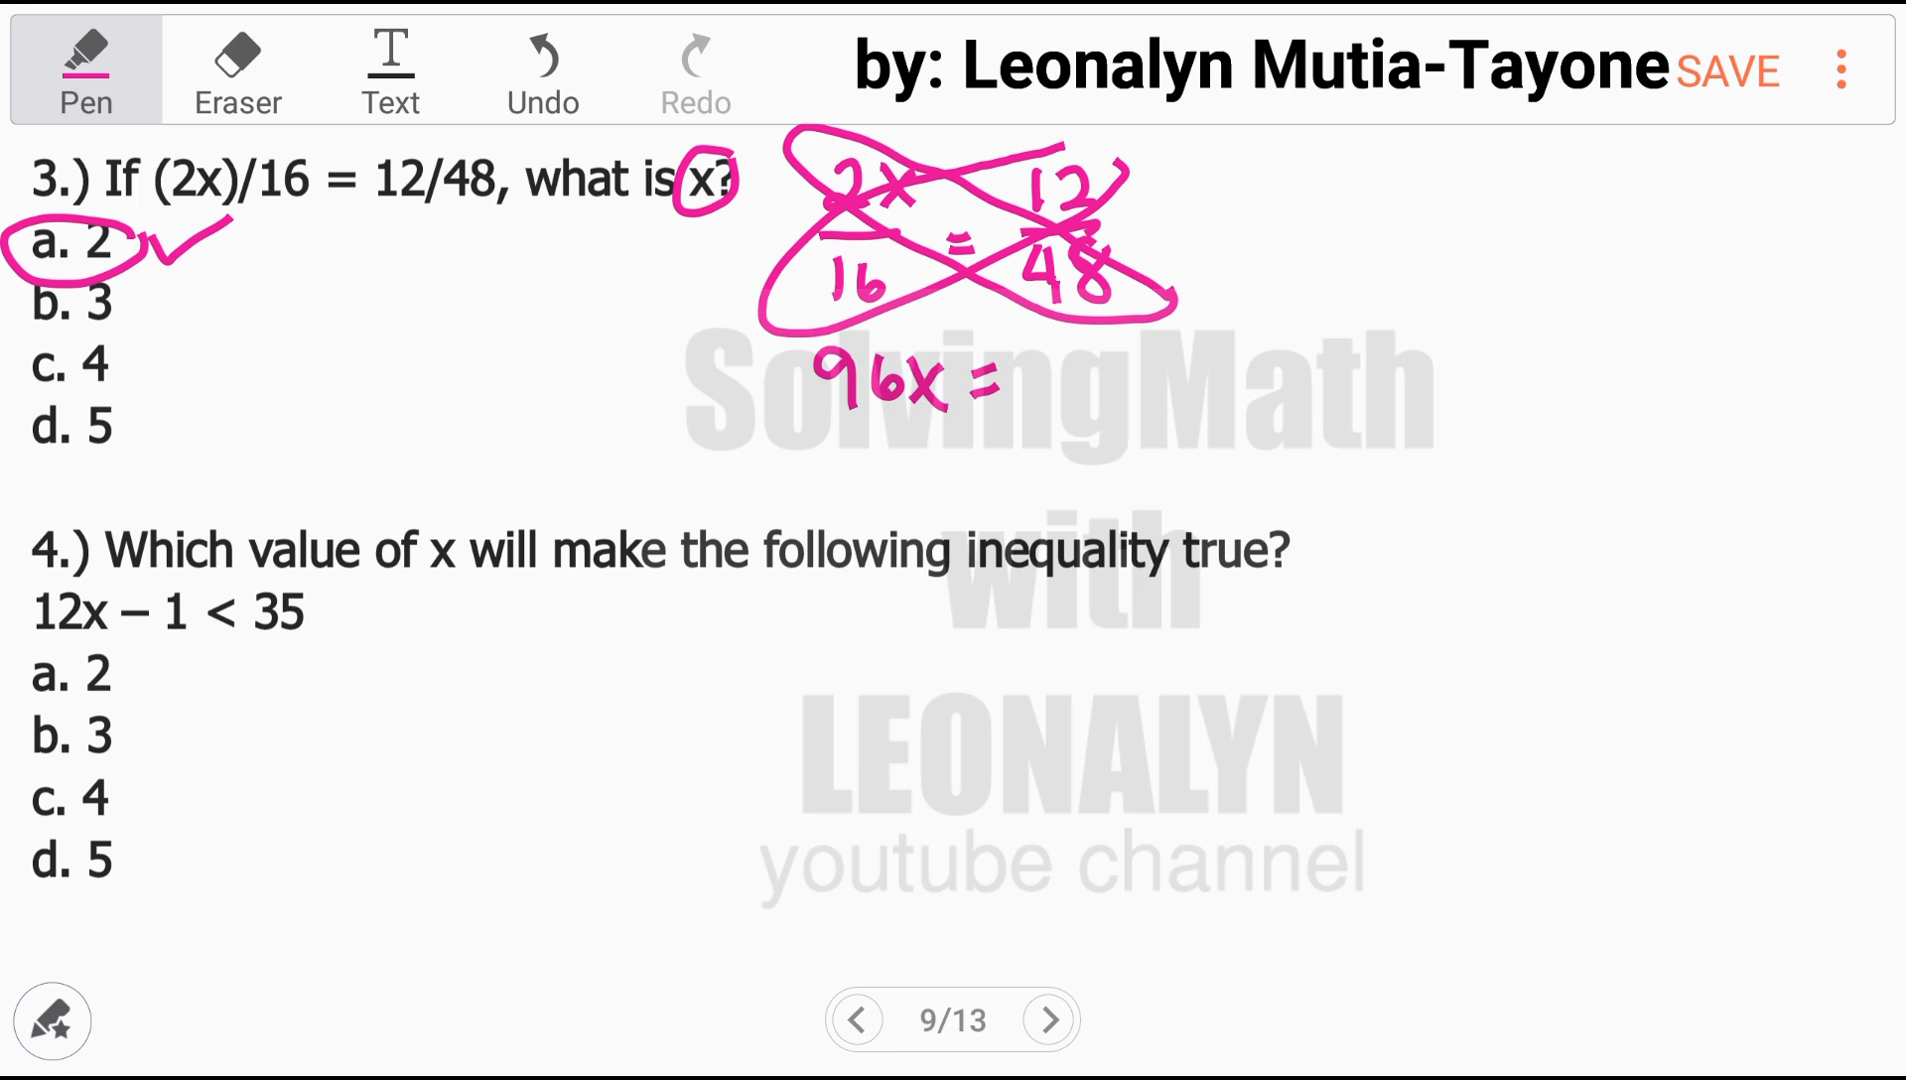 Pen
Eraser
T
Text
Undo
Redo
by: Leonalyn Mutia-Tayone
SAVE
3.) If (2x)/16 = 12/48, what is x?
a. 2
b. 3
c. 4
d. 5
2x = 12
16 48
96x =
4.) Which value of x will make the following inequality true?
12x – 1 < 35
a. 2
b. 3
c. 4
d. 5
SolvingMath
with
LEONALYN
youtube channel
9/13